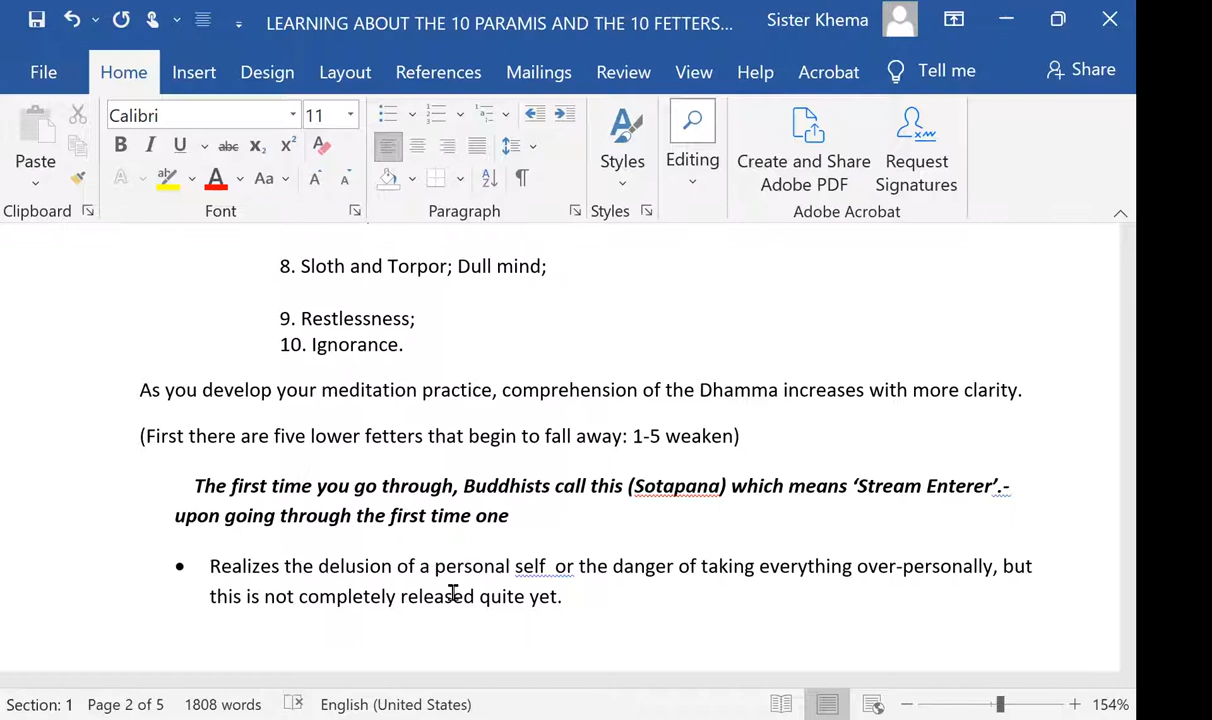 LEARNING ABOUT THE 10 PARAMIS AND THE 10 FETTERS... Sister Khema
File Home Insert Design Layout References Mailings Review View Help Acrobat Tell me Share
Calibri 11
Paste Styles Editing Create and Share Adobe PDF Request Signatures
Clipboard Font Paragraph Styles Adobe Acrobat
8. Sloth and Torpor; Dull mind;
9. Restlessness;
10. Ignorance.
As you develop your meditation practice, comprehension of the Dhamma increases with more clarity.
(First there are five lower fetters that begin to fall away: 1-5 weaken)
The first time you go through, Buddhists call this (Sotapana) which means ‘Stream Enterer’.-
upon going through the first time one
• Realizes the delusion of a personal self  or the danger of taking everything over-personally, but
this is not completely released quite yet.
Section: 1 Page 2 of 5 1808 words English (United States) 154%